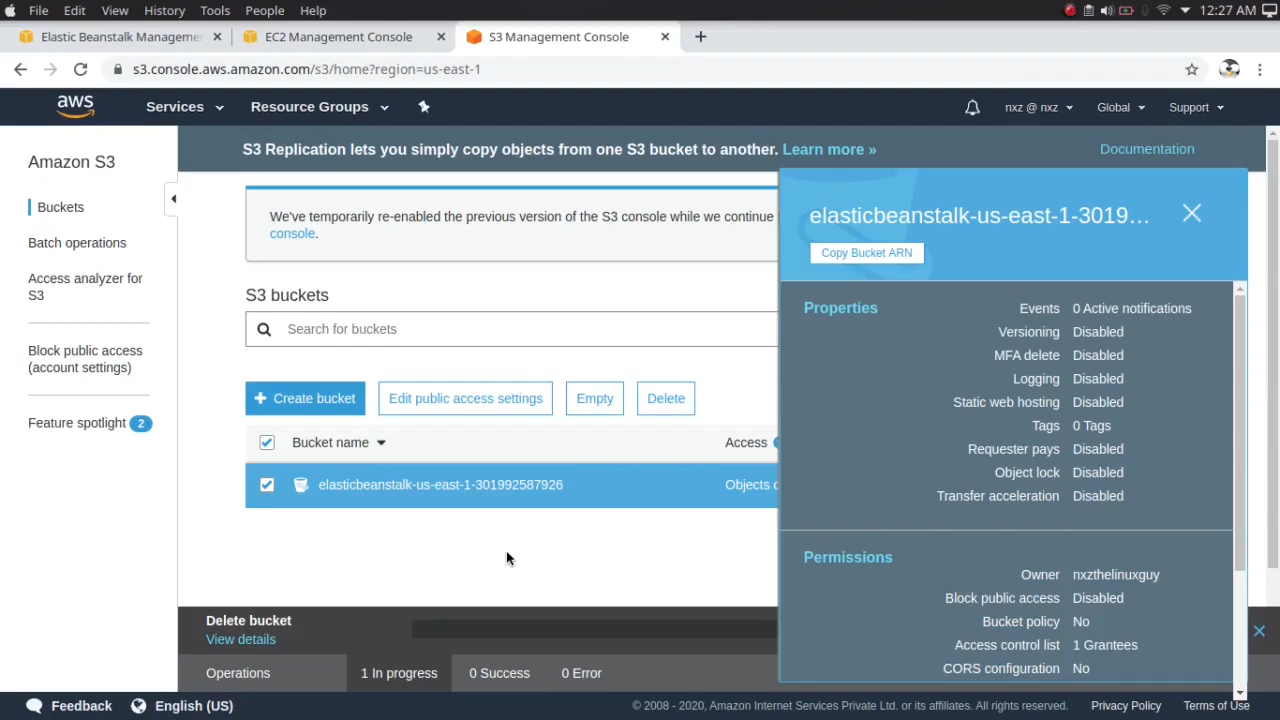 File Edit View History Tools People Help 12:27 AM
Elastic Beanstalk Manageme EC2 Management Console S3 Management Console
s3.console.aws.amazon.com/s3/home?region=us-east-1
aws Services Resource Groups nxz @ nxz Global Support
Amazon S3
Buckets
Batch operations
Access analyzer for
S3
Block public access
(account settings)
Feature spotlight 2
S3 Replication lets you simply copy objects from one S3 bucket to another. Learn more » Documentation
We've temporarily re-enabled the previous version of the S3 console while we continue
console.
S3 buckets
Search for buckets
Create bucket Edit public access settings Empty Delete
Bucket name Access
elasticbeanstalk-us-east-1-301992587926 Objects
elasticbeanstalk-us-east-1-3019...
Copy Bucket ARN
Properties
Events 0 Active notifications
Versioning Disabled
MFA delete Disabled
Logging Disabled
Static web hosting Disabled
Tags 0 Tags
Requester pays Disabled
Object lock Disabled
Transfer acceleration Disabled
Permissions
Owner nxzthelinuxguy
Block public access Disabled
Bucket policy No
Access control list 1 Grantees
CORS configuration No
Delete bucket
View details
Operations 1 In progress 0 Success 0 Error
Feedback English (US) © 2008 - 2020, Amazon Internet Services Private Ltd. or its affiliates. All rights reserved. Privacy Policy Terms of Use